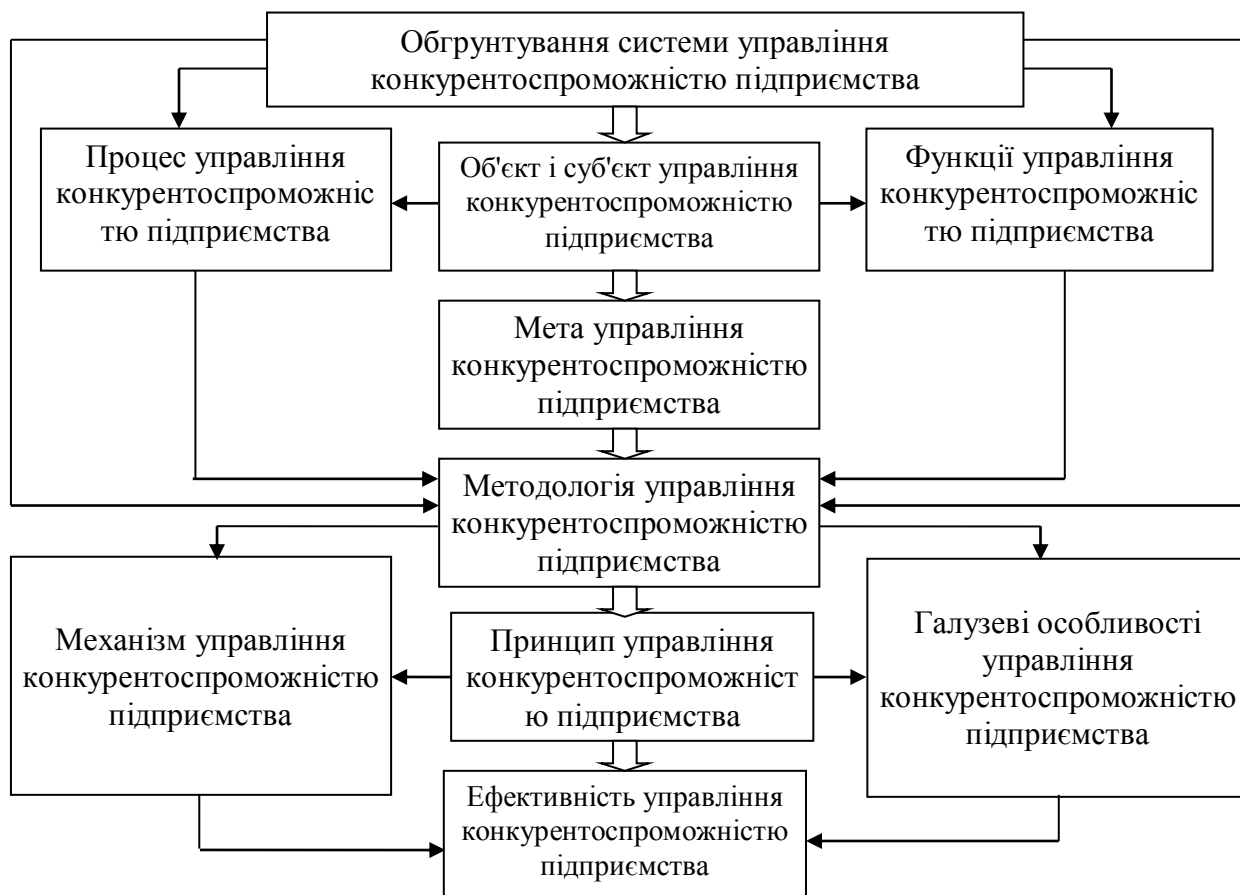 Обгрунтування системи управління
конкурентоспроможністю підприємства
Процес управління
конкурентоспроможніс
тю підприємства
Об'єкт і суб'єкт управління
конкурентоспроможністю
підприємства
Функції управління
конкурентоспроможніс
тю підприємства
Мета управління
конкурентоспроможністю
підприємства
Методологія управління
конкурентоспроможністю
підприємства
Механізм управління
конкурентоспроможністю
підприємства
Принцип управління
конкурентоспроможніст
ю підприємства
Галузеві особливості
управління
конкурентоспроможністю
підприємства
Ефективність управління
конкурентоспроможністю
підприємства